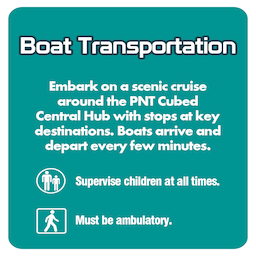 Boat Transportation
Embark on a scenic cruise
around the PNT Cubed
Central Hub with stops at key
destinations. Boats arrive and
depart every few minutes.
Supervise children at all times.
Must be ambulatory.